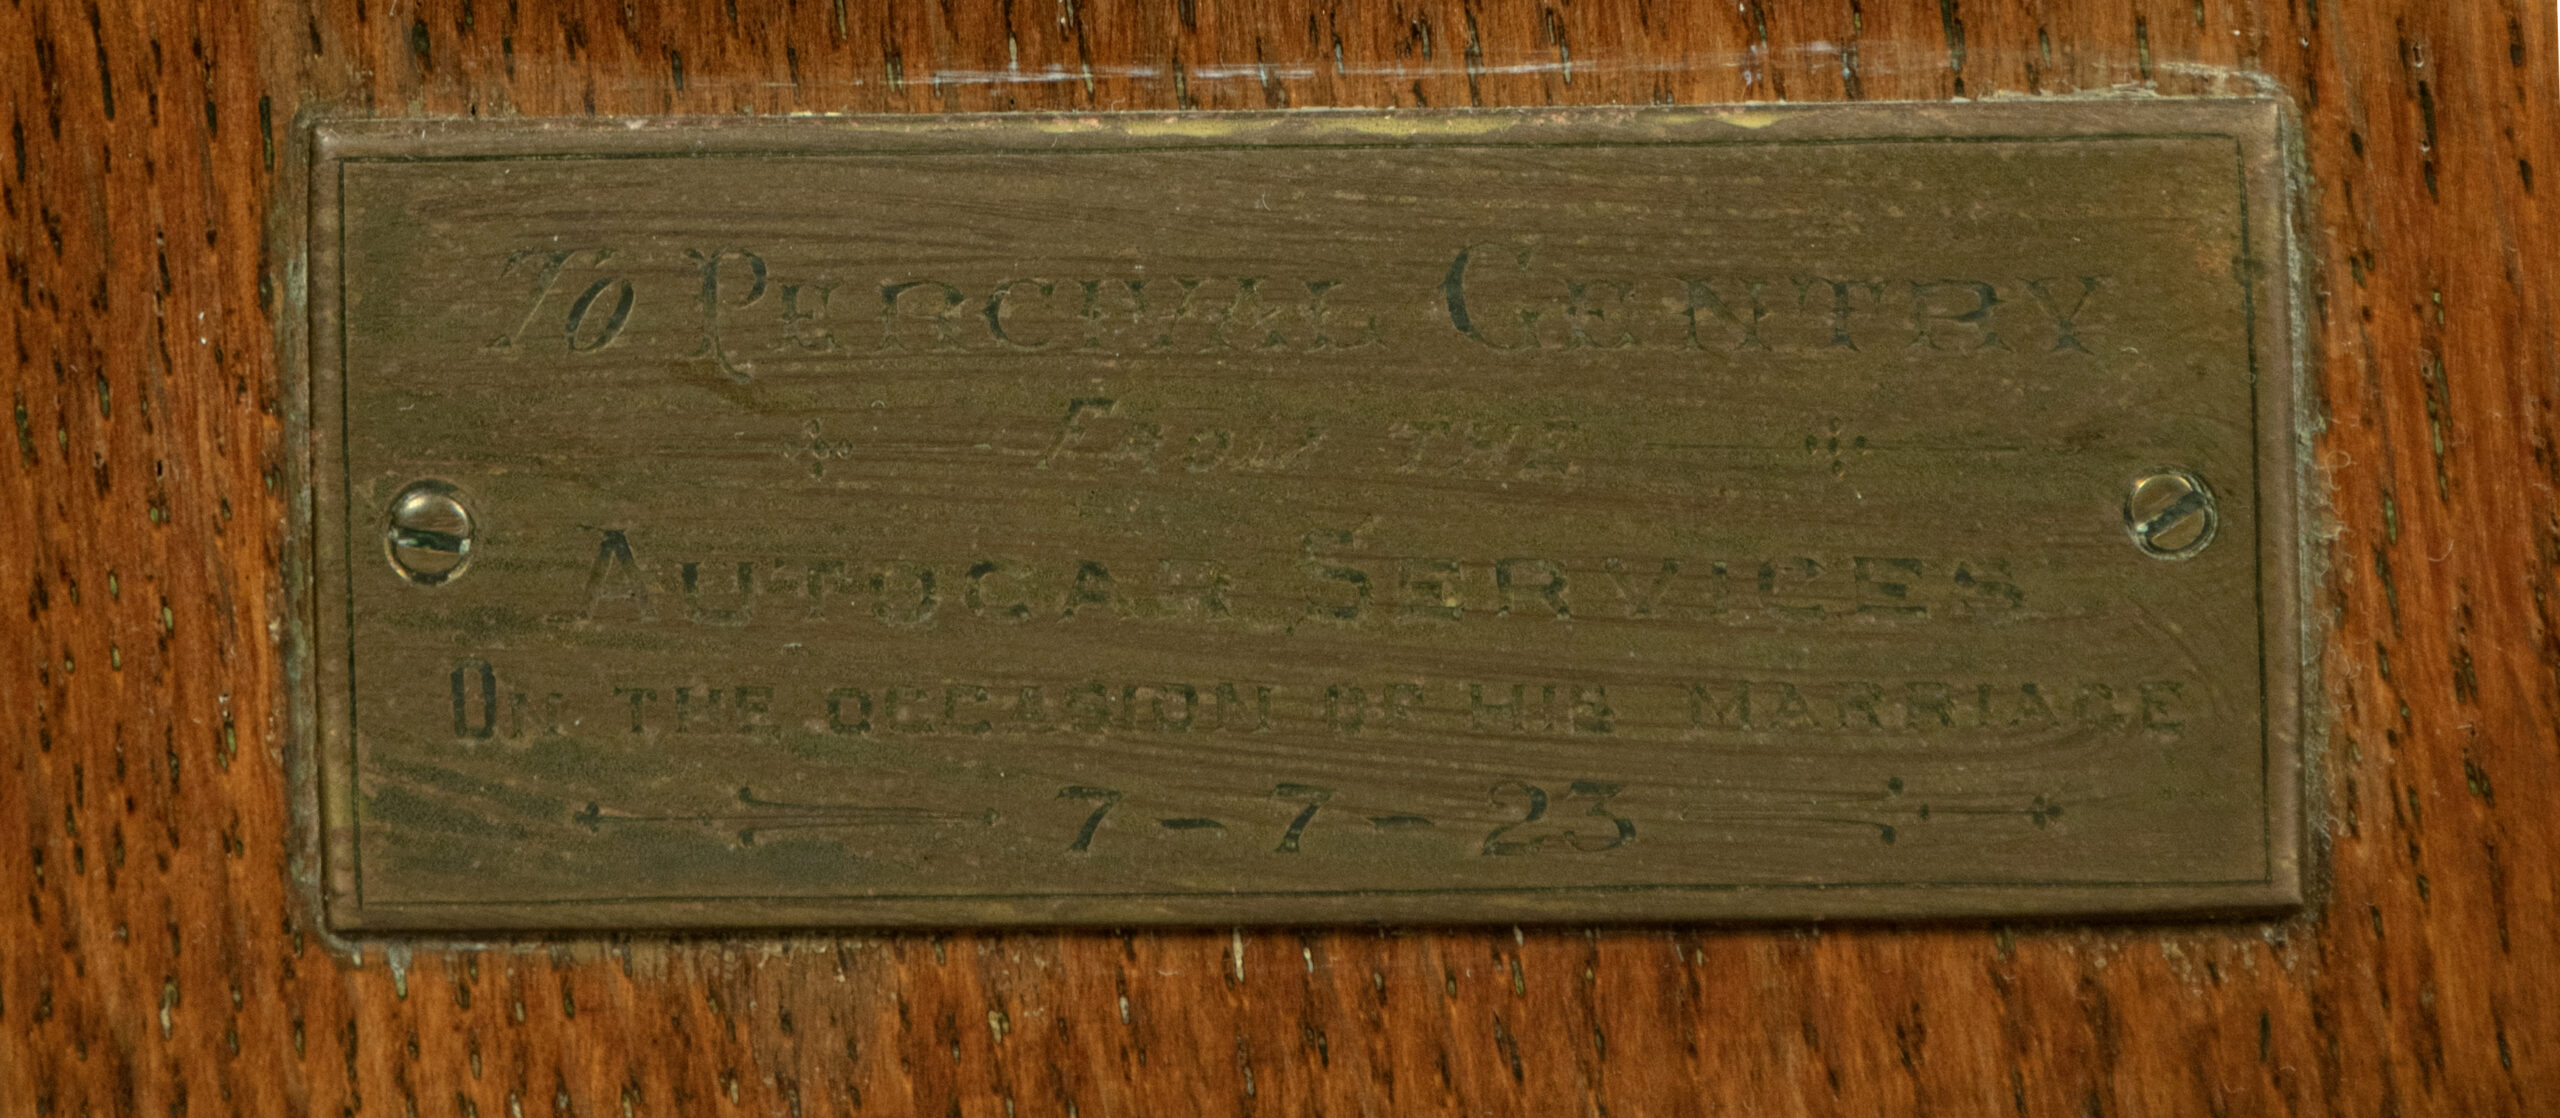 To Percival Gentry
From the
Autocar Services
On the occasion of his marriage
7-7-23